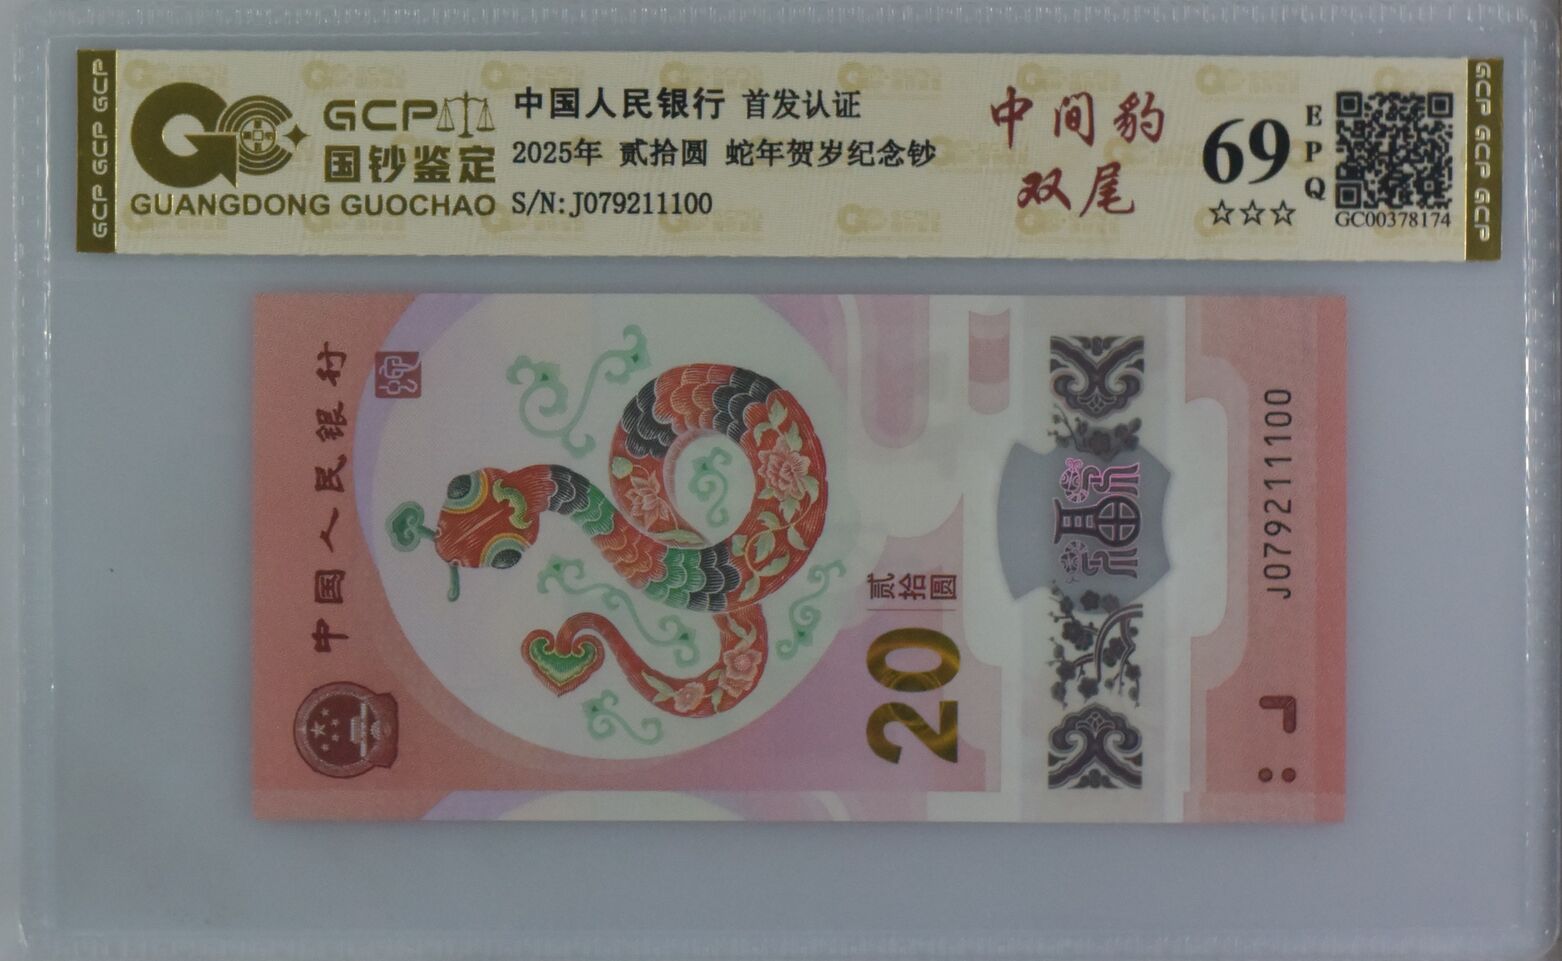 GCP GCP GCP
GCP
国钞鉴定
GUANGDONG GUOCHAO
中国人民银行 首发认证
2025年 贰拾圆 蛇年贺岁纪念钞
S/N:J079211100
中间豹
双尾
69
EPQ
☆☆☆
GC00378174
GCP GCP GCP
中国人民银行
蛇
贰拾圆
20
福
J079211100